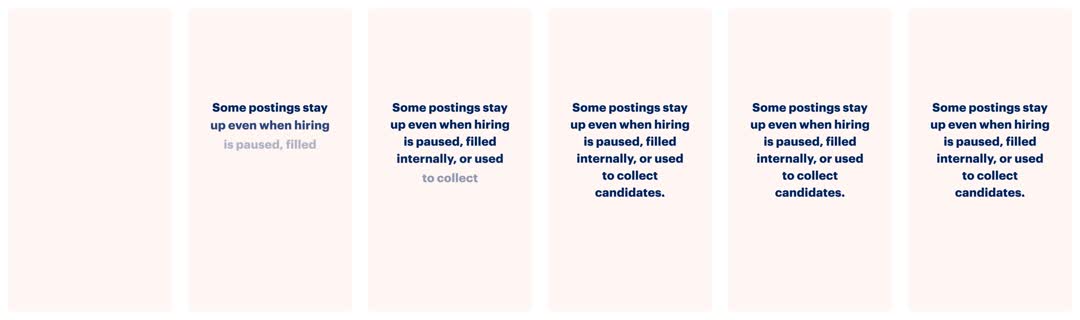 Some postings stay
up even when hiring
is paused, filled
Some postings stay
up even when hiring
is paused, filled
internally, or used
to collect
Some postings stay
up even when hiring
is paused, filled
internally, or used
to collect
candidates.
Some postings stay
up even when hiring
is paused, filled
internally, or used
to collect
candidates.
Some postings stay
up even when hiring
is paused, filled
internally, or used
to collect
candidates.